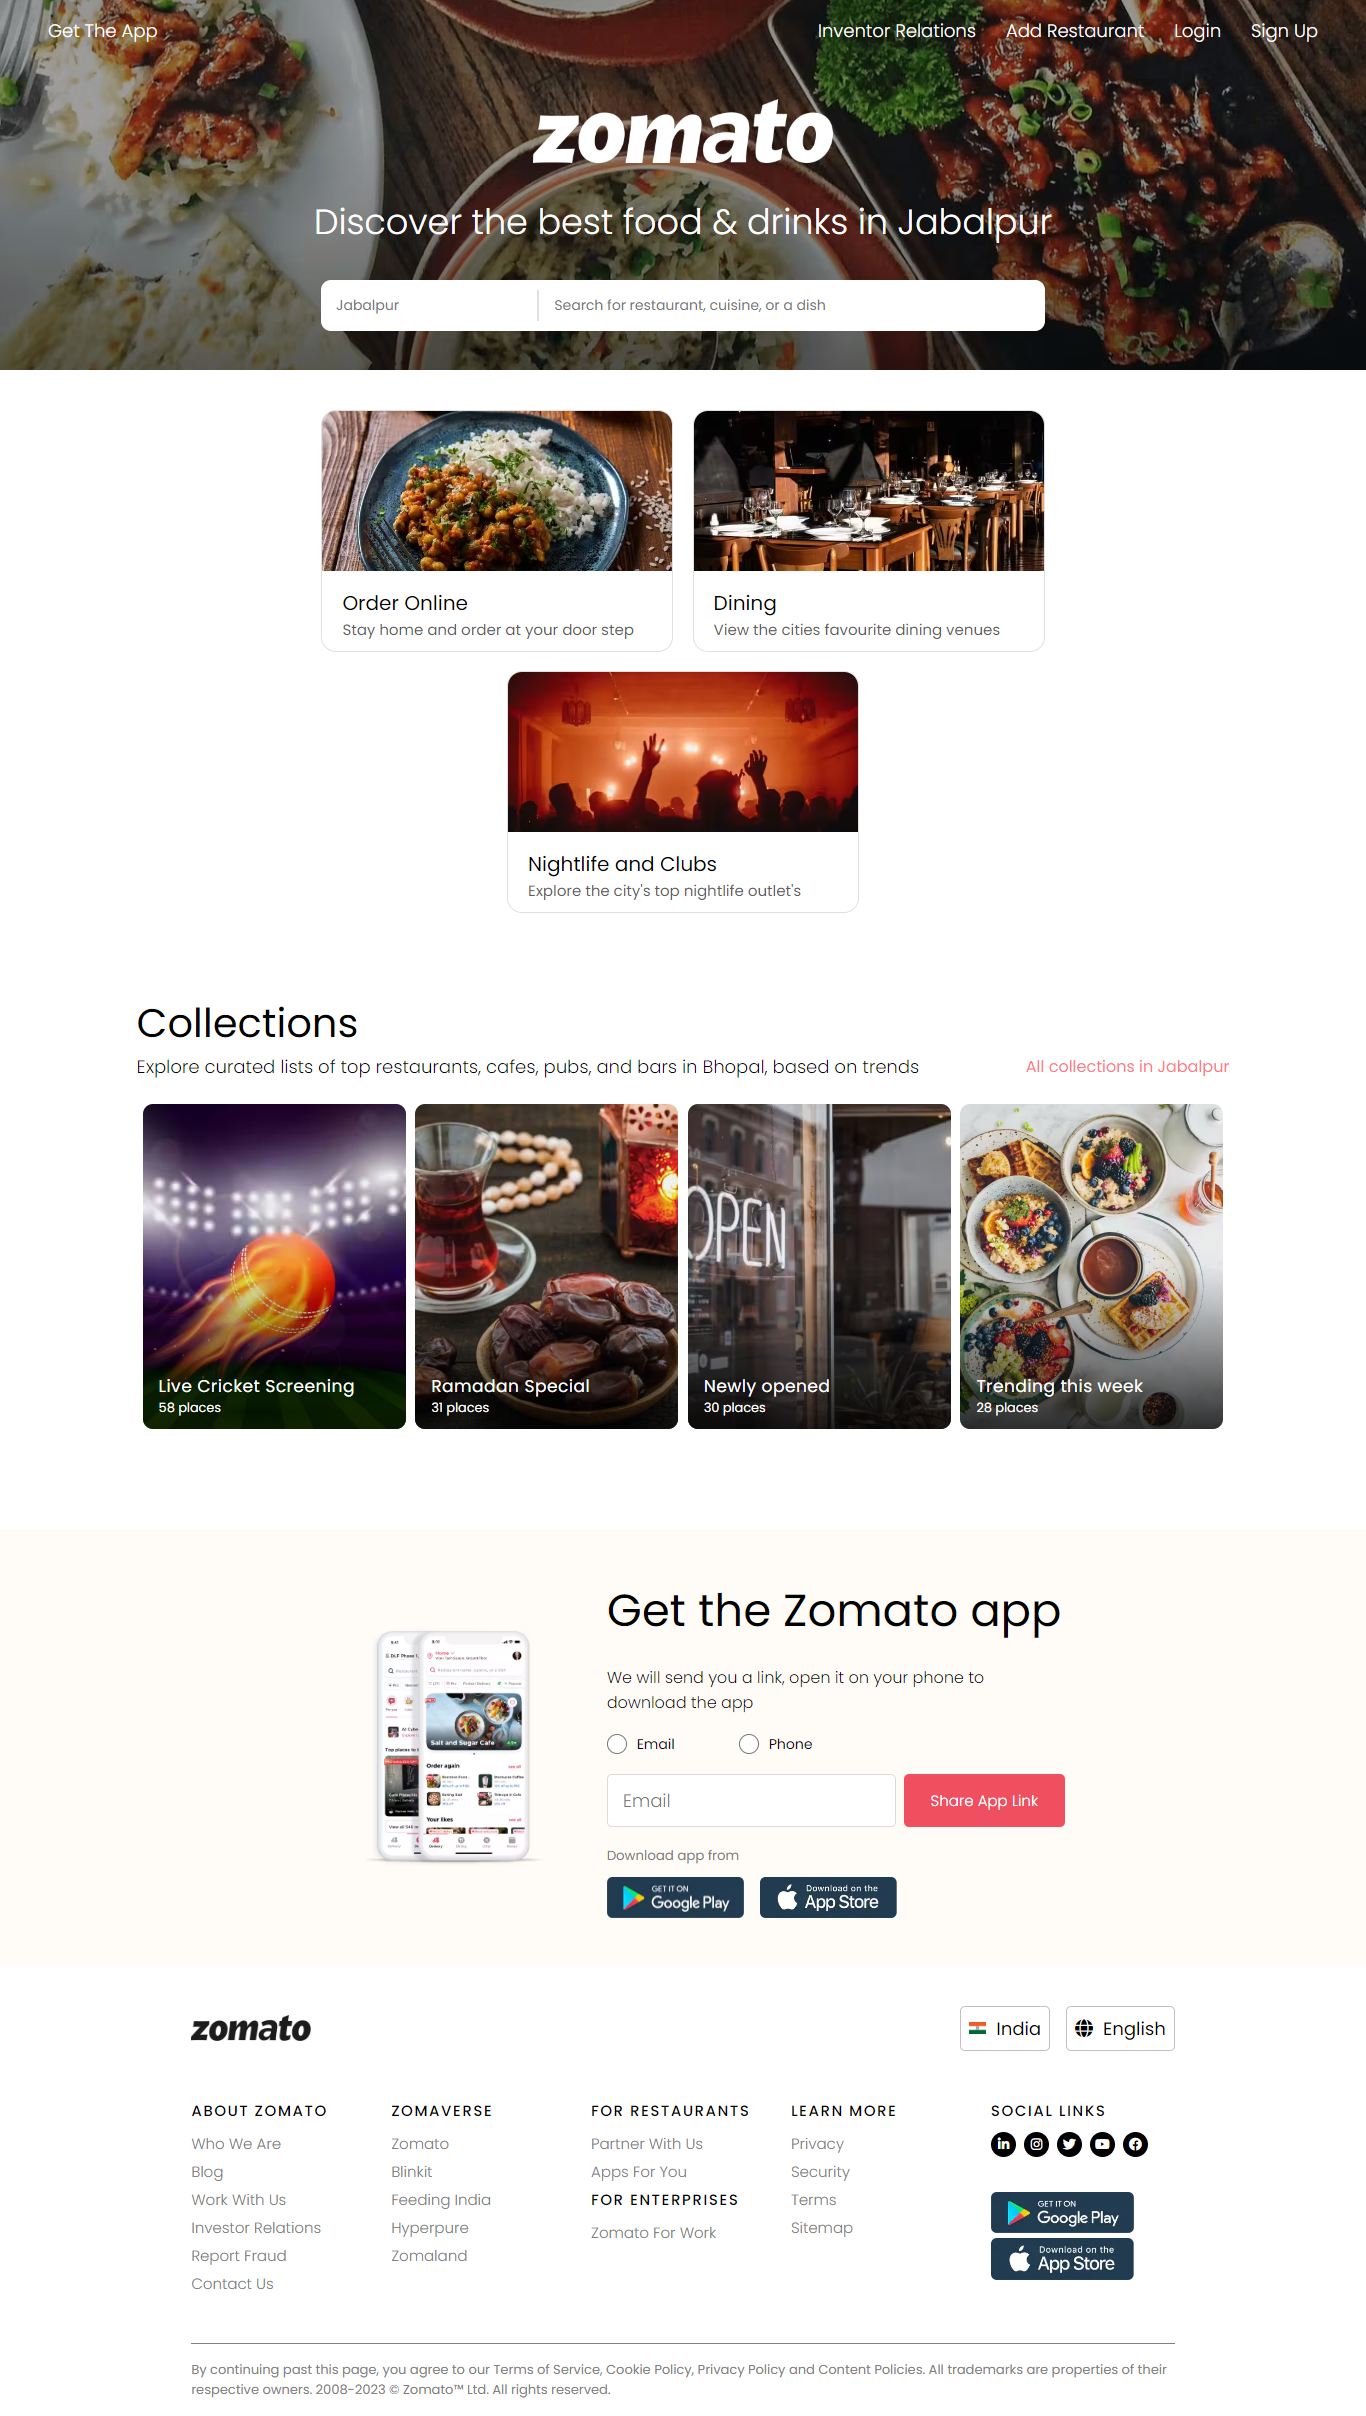 Get The App
Inventor Relations
Add Restaurant
Login
Sign Up
zomato
Discover the best food & drinks in Jabalpur
Jabalpur
Search for restaurant, cuisine, or a dish
Order Online
Stay home and order at your door step
Dining
View the cities favourite dining venues
Nightlife and Clubs
Explore the city's top nightlife outlet's
Collections
Explore curated lists of top restaurants, cafes, pubs, and bars in Bhopal, based on trends
All collections in Jabalpur
OPEN
Live Cricket Screening
58 places
Ramadan Special
31 places
Newly opened
30 places
Trending this week
28 places
Get the Zomato app
We will send you a link, open it on your phone to
download the app
Email
Phone
Email
Share App Link
Salt and Sugar Cafe
Order again
Your likes
Download app from
GET IT ON
Google Play
Download on the
App Store
zomato
India
English
ABOUT ZOMATO
Who We Are
Blog
Work With Us
Investor Relations
Report Fraud
Contact Us
ZOMAVERSE
Zomato
Blinkit
Feeding India
Hyperpure
Zomaland
FOR RESTAURANTS
Partner With Us
Apps For You
FOR ENTERPRISES
Zomato For Work
LEARN MORE
Privacy
Security
Terms
Sitemap
SOCIAL LINKS
GET IT ON
Google Play
Download on the
App Store
By continuing past this page, you agree to our Terms of Service, Cookie Policy, Privacy Policy and Content Policies. All trademarks are properties of their
respective owners. 2008-2023 © Zomato™ Ltd. All rights reserved.